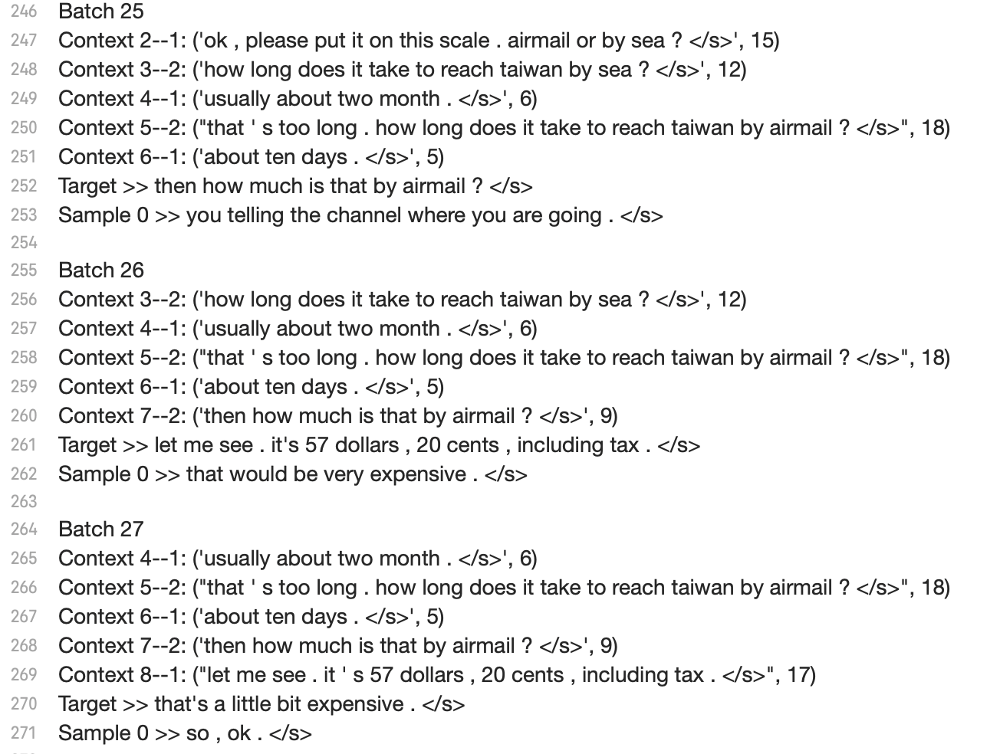 246 Batch 25
247 Context 2--1: ('ok , please put it on this scale . airmail or by sea ? </s>', 15)
248 Context 3--2: ('how long does it take to reach taiwan by sea ? </s>', 12)
249 Context 4--1: ('usually about two month . </s>', 6)
250 Context 5--2: ("that ' s too long . how long does it take to reach taiwan by airmail ? </s>", 18)
251 Context 6--1: ('about ten days . </s>', 5)
252 Target >> then how much is that by airmail ? </s>
253 Sample 0 >> you telling the channel where you are going . </s>
254
255 Batch 26
256 Context 3--2: ('how long does it take to reach taiwan by sea ? </s>', 12)
257 Context 4--1: ('usually about two month . </s>', 6)
258 Context 5--2: ("that ' s too long . how long does it take to reach taiwan by airmail ? </s>", 18)
259 Context 6--1: ('about ten days . </s>', 5)
260 Context 7--2: ('then how much is that by airmail ? </s>', 9)
261 Target >> let me see . it's 57 dollars , 20 cents , including tax . </s>
262 Sample 0 >> that would be very expensive . </s>
263
264 Batch 27
265 Context 4--1: ('usually about two month . </s>', 6)
266 Context 5--2: ("that ' s too long . how long does it take to reach taiwan by airmail ? </s>", 18)
267 Context 6--1: ('about ten days . </s>', 5)
268 Context 7--2: ('then how much is that by airmail ? </s>', 9)
269 Context 8--1: ("let me see . it ' s 57 dollars , 20 cents , including tax . </s>", 17)
270 Target >> that's a little bit expensive . </s>
271 Sample 0 >> so , ok . </s>